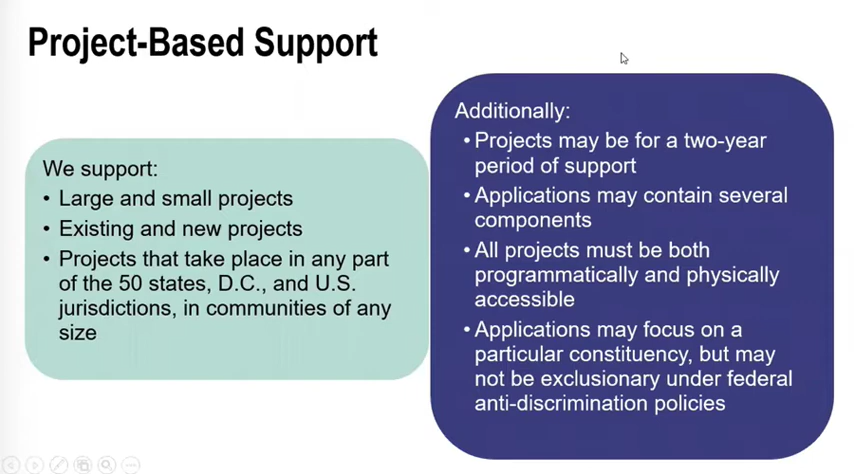 Project-Based Support
We support:
• Large and small projects
• Existing and new projects
• Projects that take place in any part
of the 50 states, D.C., and U.S.
jurisdictions, in communities of any
size
Additionally:
• Projects may be for a two-year
period of support
• Applications may contain several
components
• All projects must be both
programmatically and physically
accessible
• Applications may focus on a
particular constituency, but may
not be exclusionary under federal
anti-discrimination policies